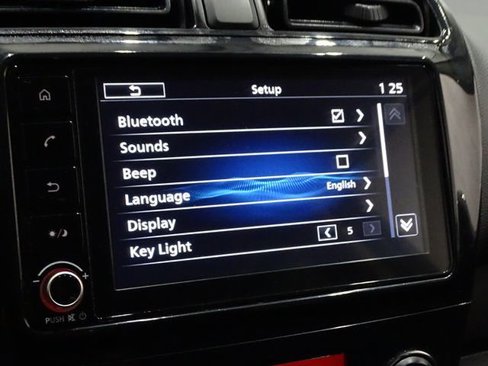 Setup
1 25
Bluetooth
Sounds
Beep
Language English
Display
Key Light 5
PUSH